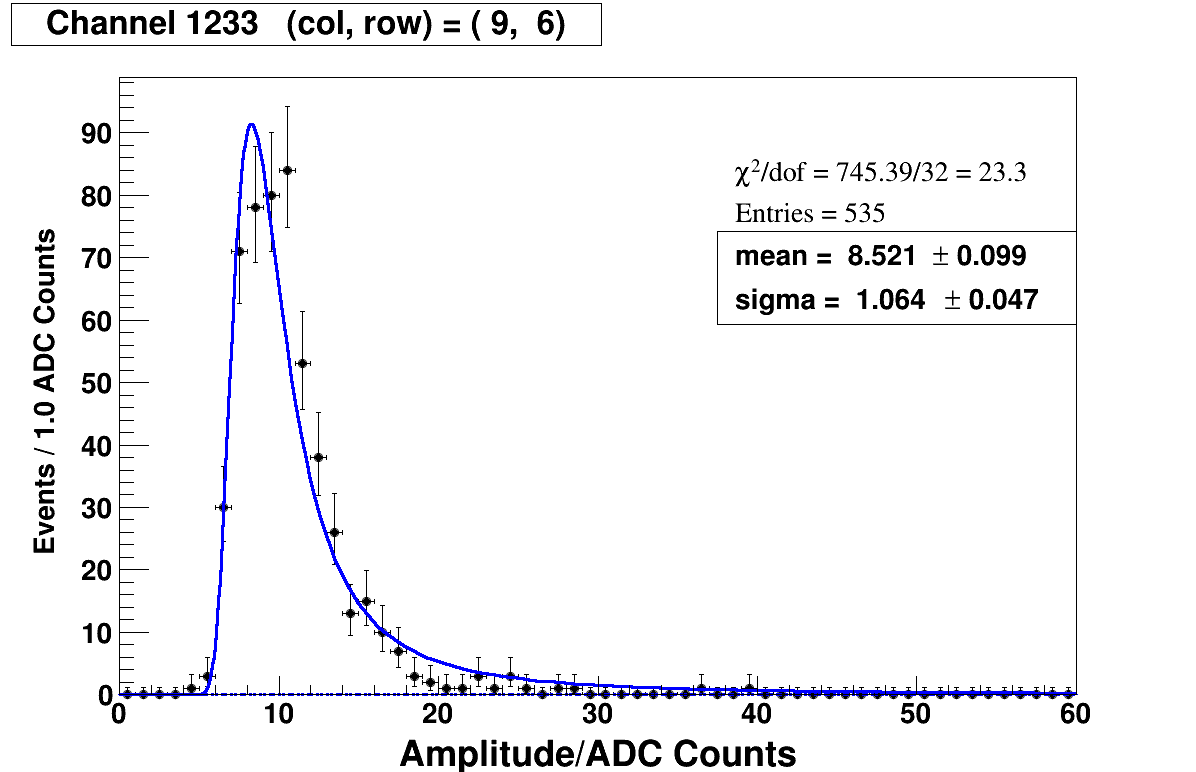 Channel 1233 (col, row) = ( 9, 6)
χ²/dof = 745.39/32 = 23.3
Entries = 535
mean = 8.521 ± 0.099
sigma = 1.064 ± 0.047
Events / 1.0 ADC Counts
90
80
70
60
50
40
30
20
10
0
0 10 20 30 40 50 60
Amplitude/ADC Counts